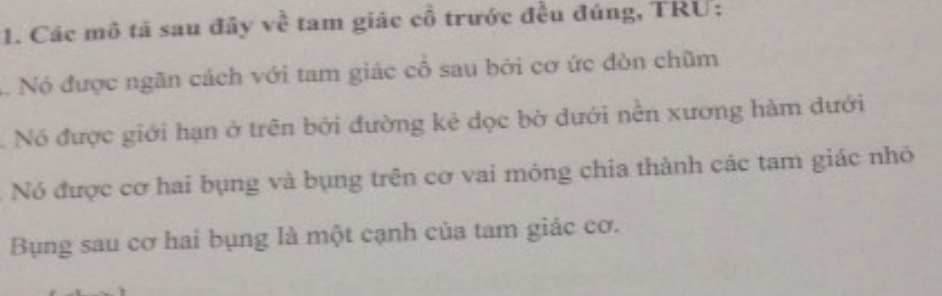 1. Các mô tả sau đây về tam giác cổ trước đều đúng, TRỪ:
. Nó được ngăn cách với tam giác cổ sau bởi cơ ức đòn chũm
. Nó được giới hạn ở trên bởi đường kẻ dọc bờ dưới nền xương hàm dưới
Nó được cơ hai bụng và bụng trên cơ vai móng chia thành các tam giác nhỏ
Bụng sau cơ hai bụng là một cạnh của tam giác cơ.